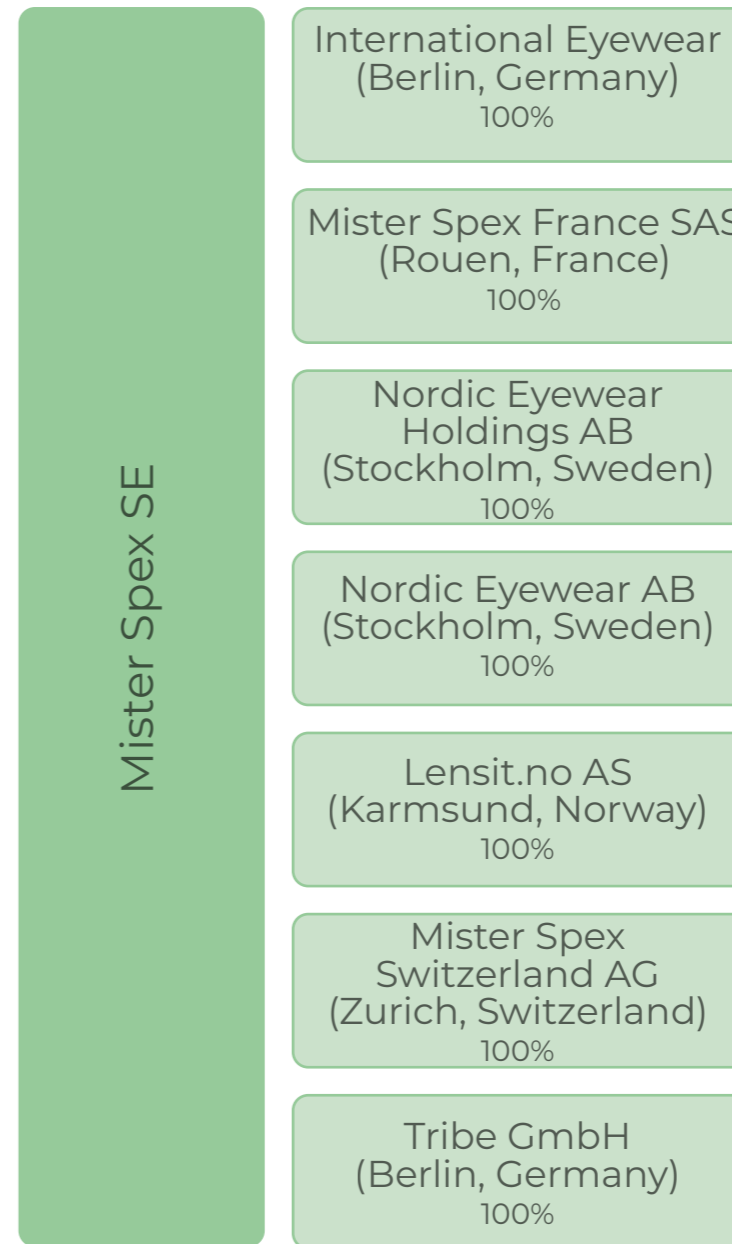 Mister Spex SE
International Eyewear
(Berlin, Germany)
100%
Mister Spex France SAS
(Rouen, France)
100%
Nordic Eyewear
Holdings AB
(Stockholm, Sweden)
100%
Nordic Eyewear AB
(Stockholm, Sweden)
100%
Lensit.no AS
(Karmsund, Norway)
100%
Mister Spex
Switzerland AG
(Zurich, Switzerland)
100%
Tribe GmbH
(Berlin, Germany)
100%